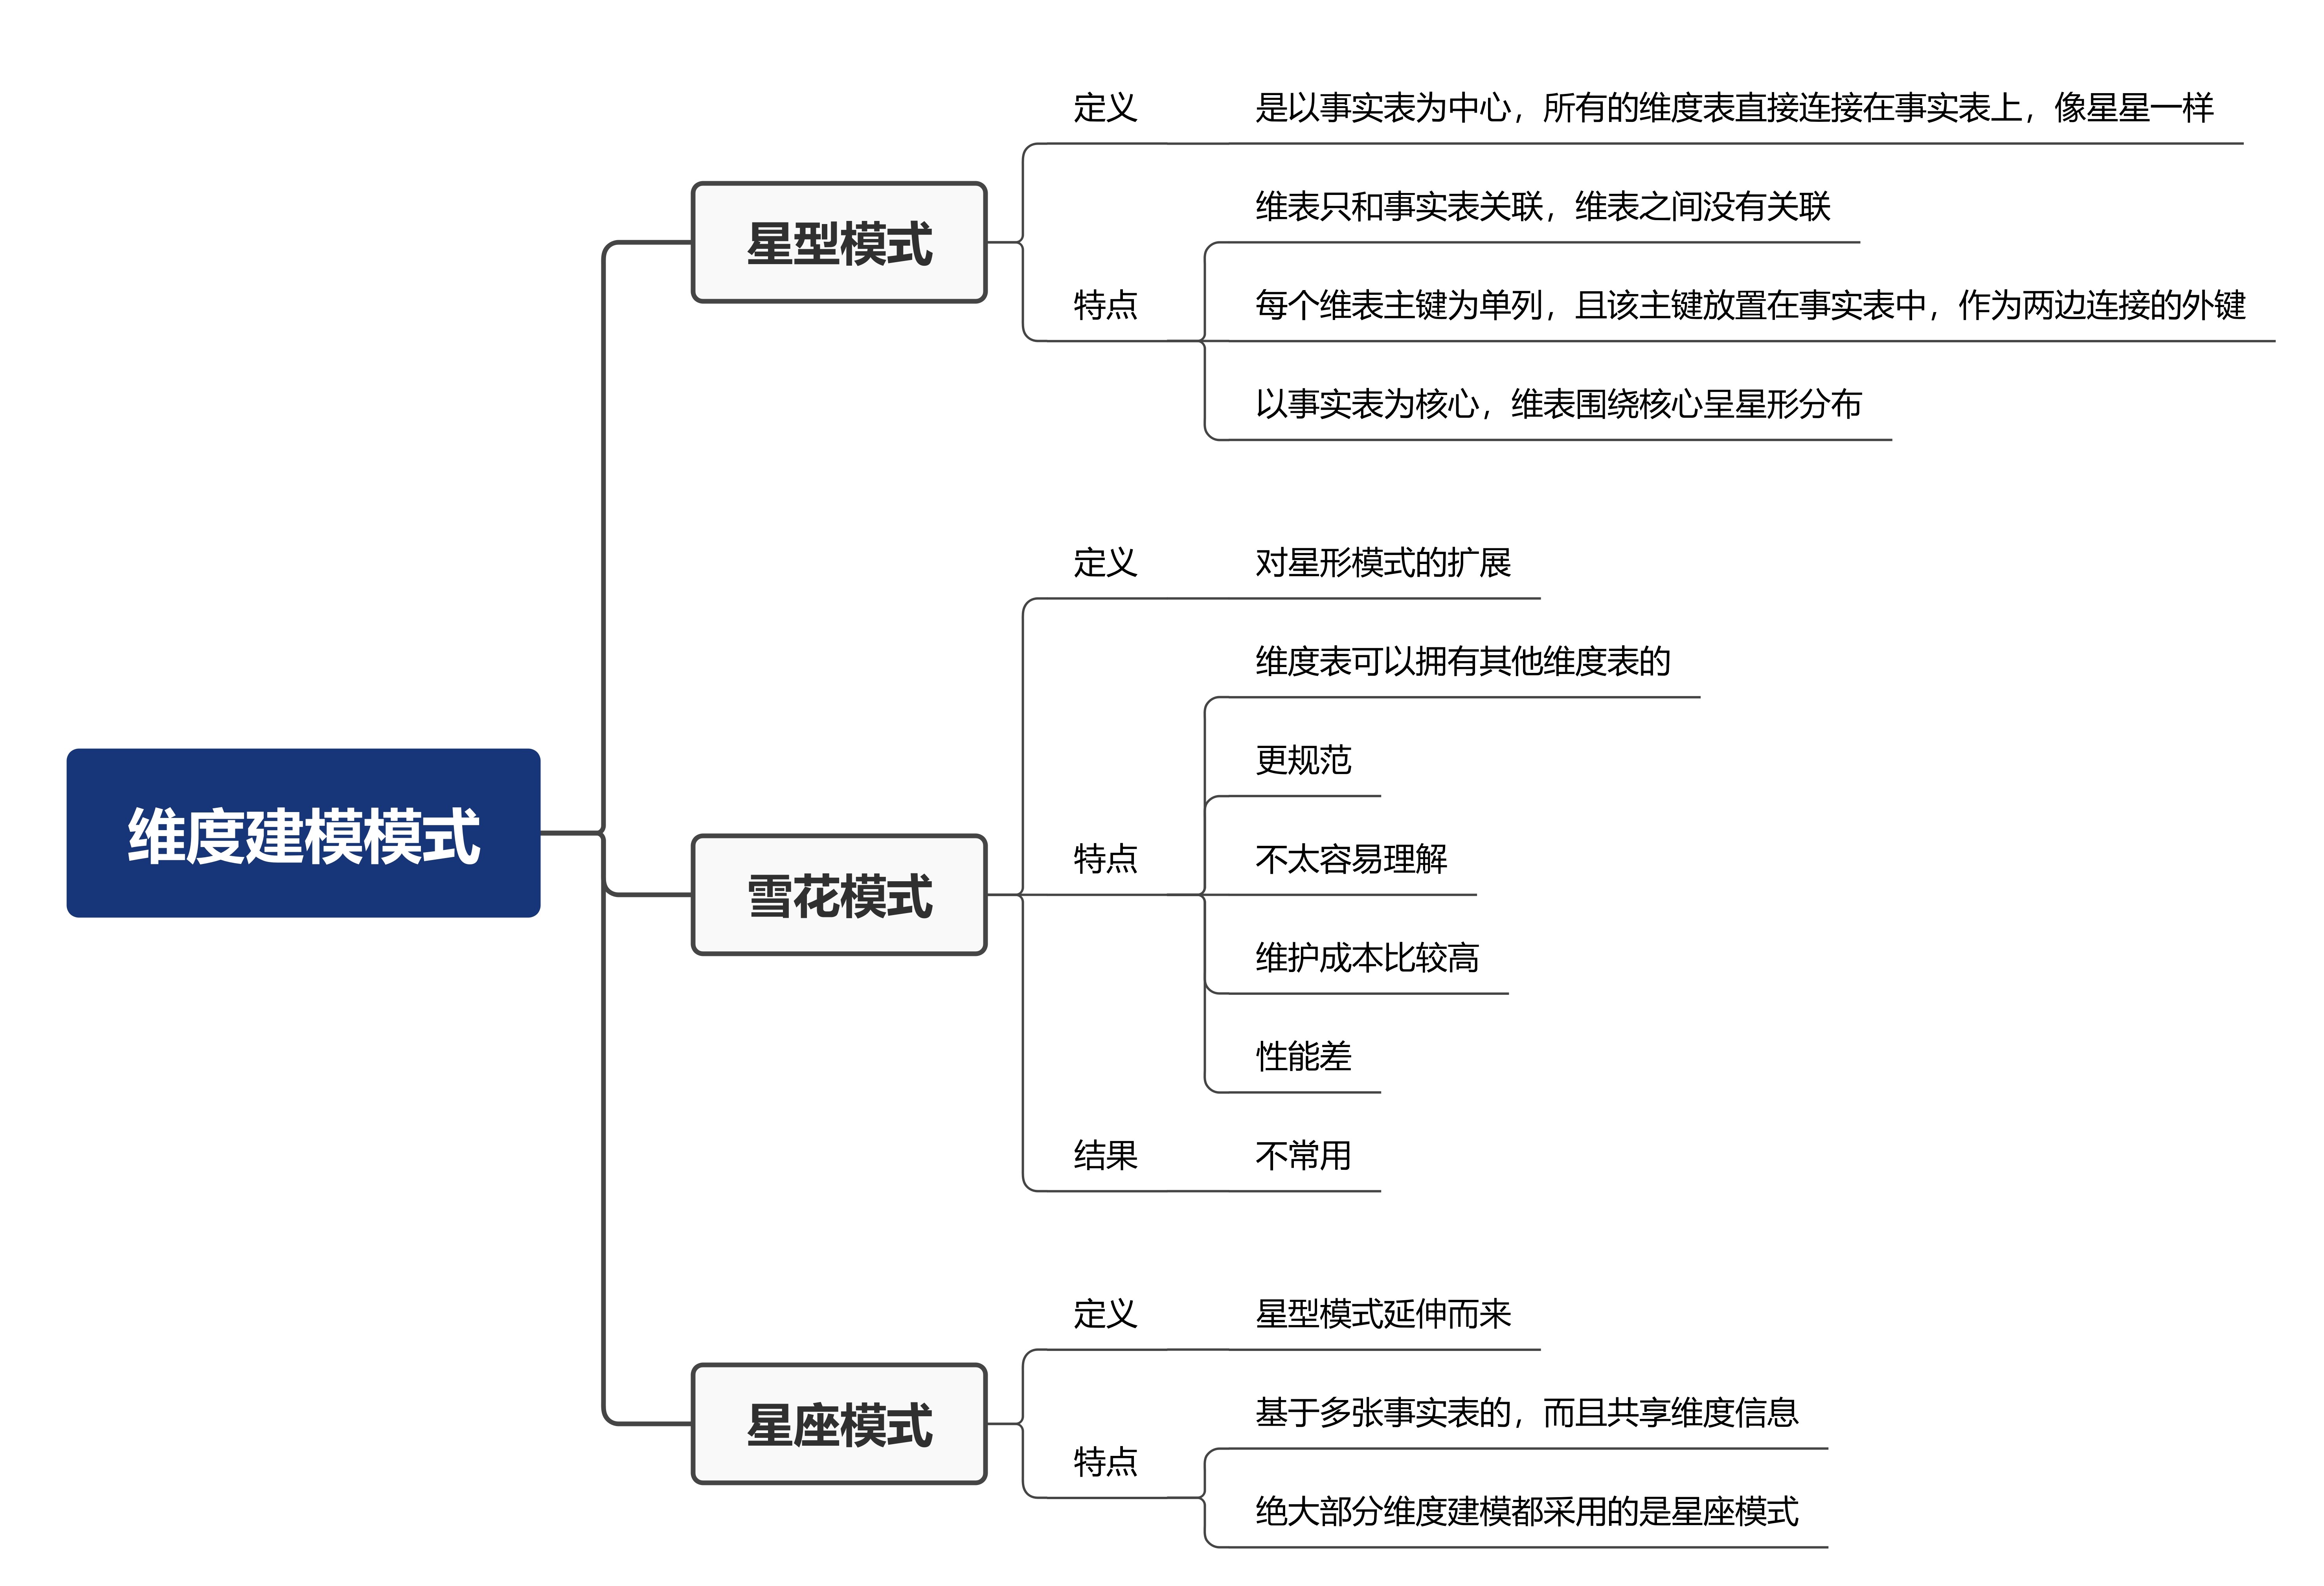 维度建模模式
星型模式
定义
是以事实表为中心，所有的维度表直接连接在事实表上，像星星一样
特点
维表只和事实表关联，维表之间没有关联
每个维表主键为单列，且该主键放置在事实表中，作为两边连接的外键
以事实表为核心，维表围绕核心呈星形分布
雪花模式
定义
对星形模式的扩展
特点
维度表可以拥有其他维度表的
更规范
不太容易理解
维护成本比较高
性能差
结果
不常用
星座模式
定义
星型模式延伸而来
特点
基于多张事实表的，而且共享维度信息
绝大部分维度建模都采用的是星座模式